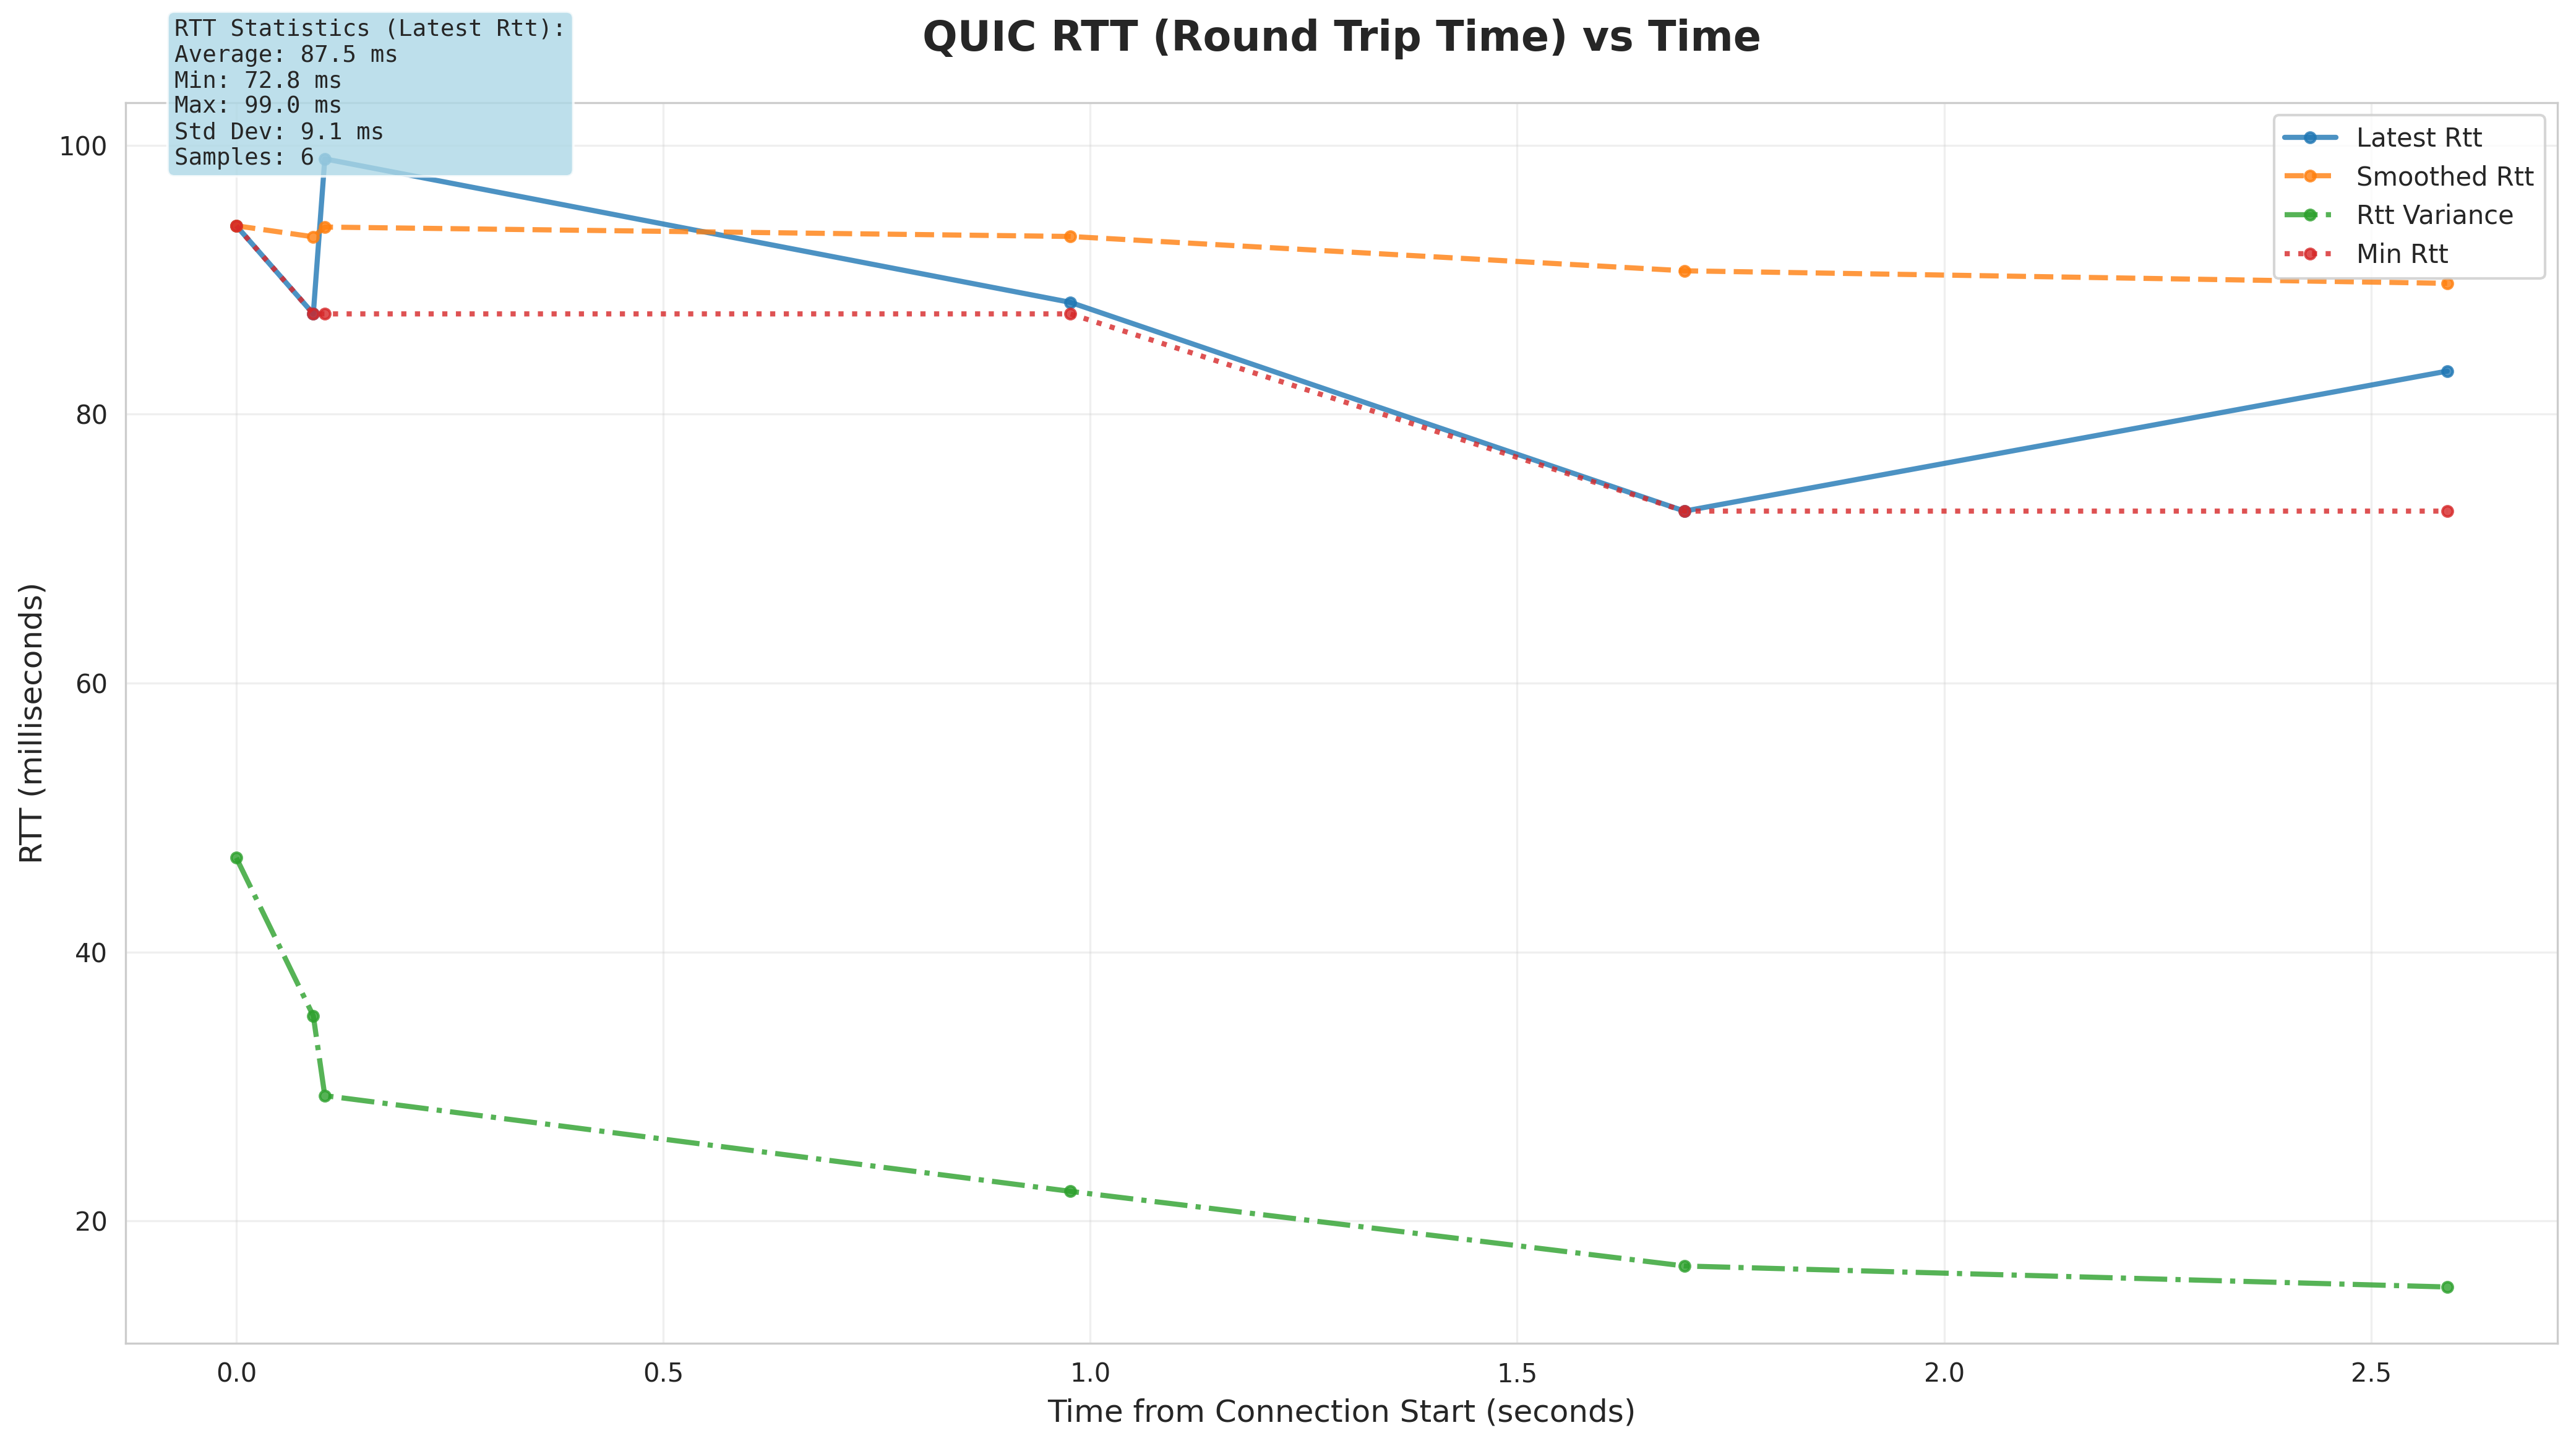 RTT Statistics (Latest Rtt):
Average: 87.5 ms
Min: 72.8 ms
Max: 99.0 ms
Std Dev: 9.1 ms
Samples: 6
QUIC RTT (Round Trip Time) vs Time
Latest Rtt
Smoothed Rtt
Rtt Variance
Min Rtt
RTT (milliseconds)
100
80
60
40
20
0.0
0.5
1.0
1.5
2.0
2.5
Time from Connection Start (seconds)